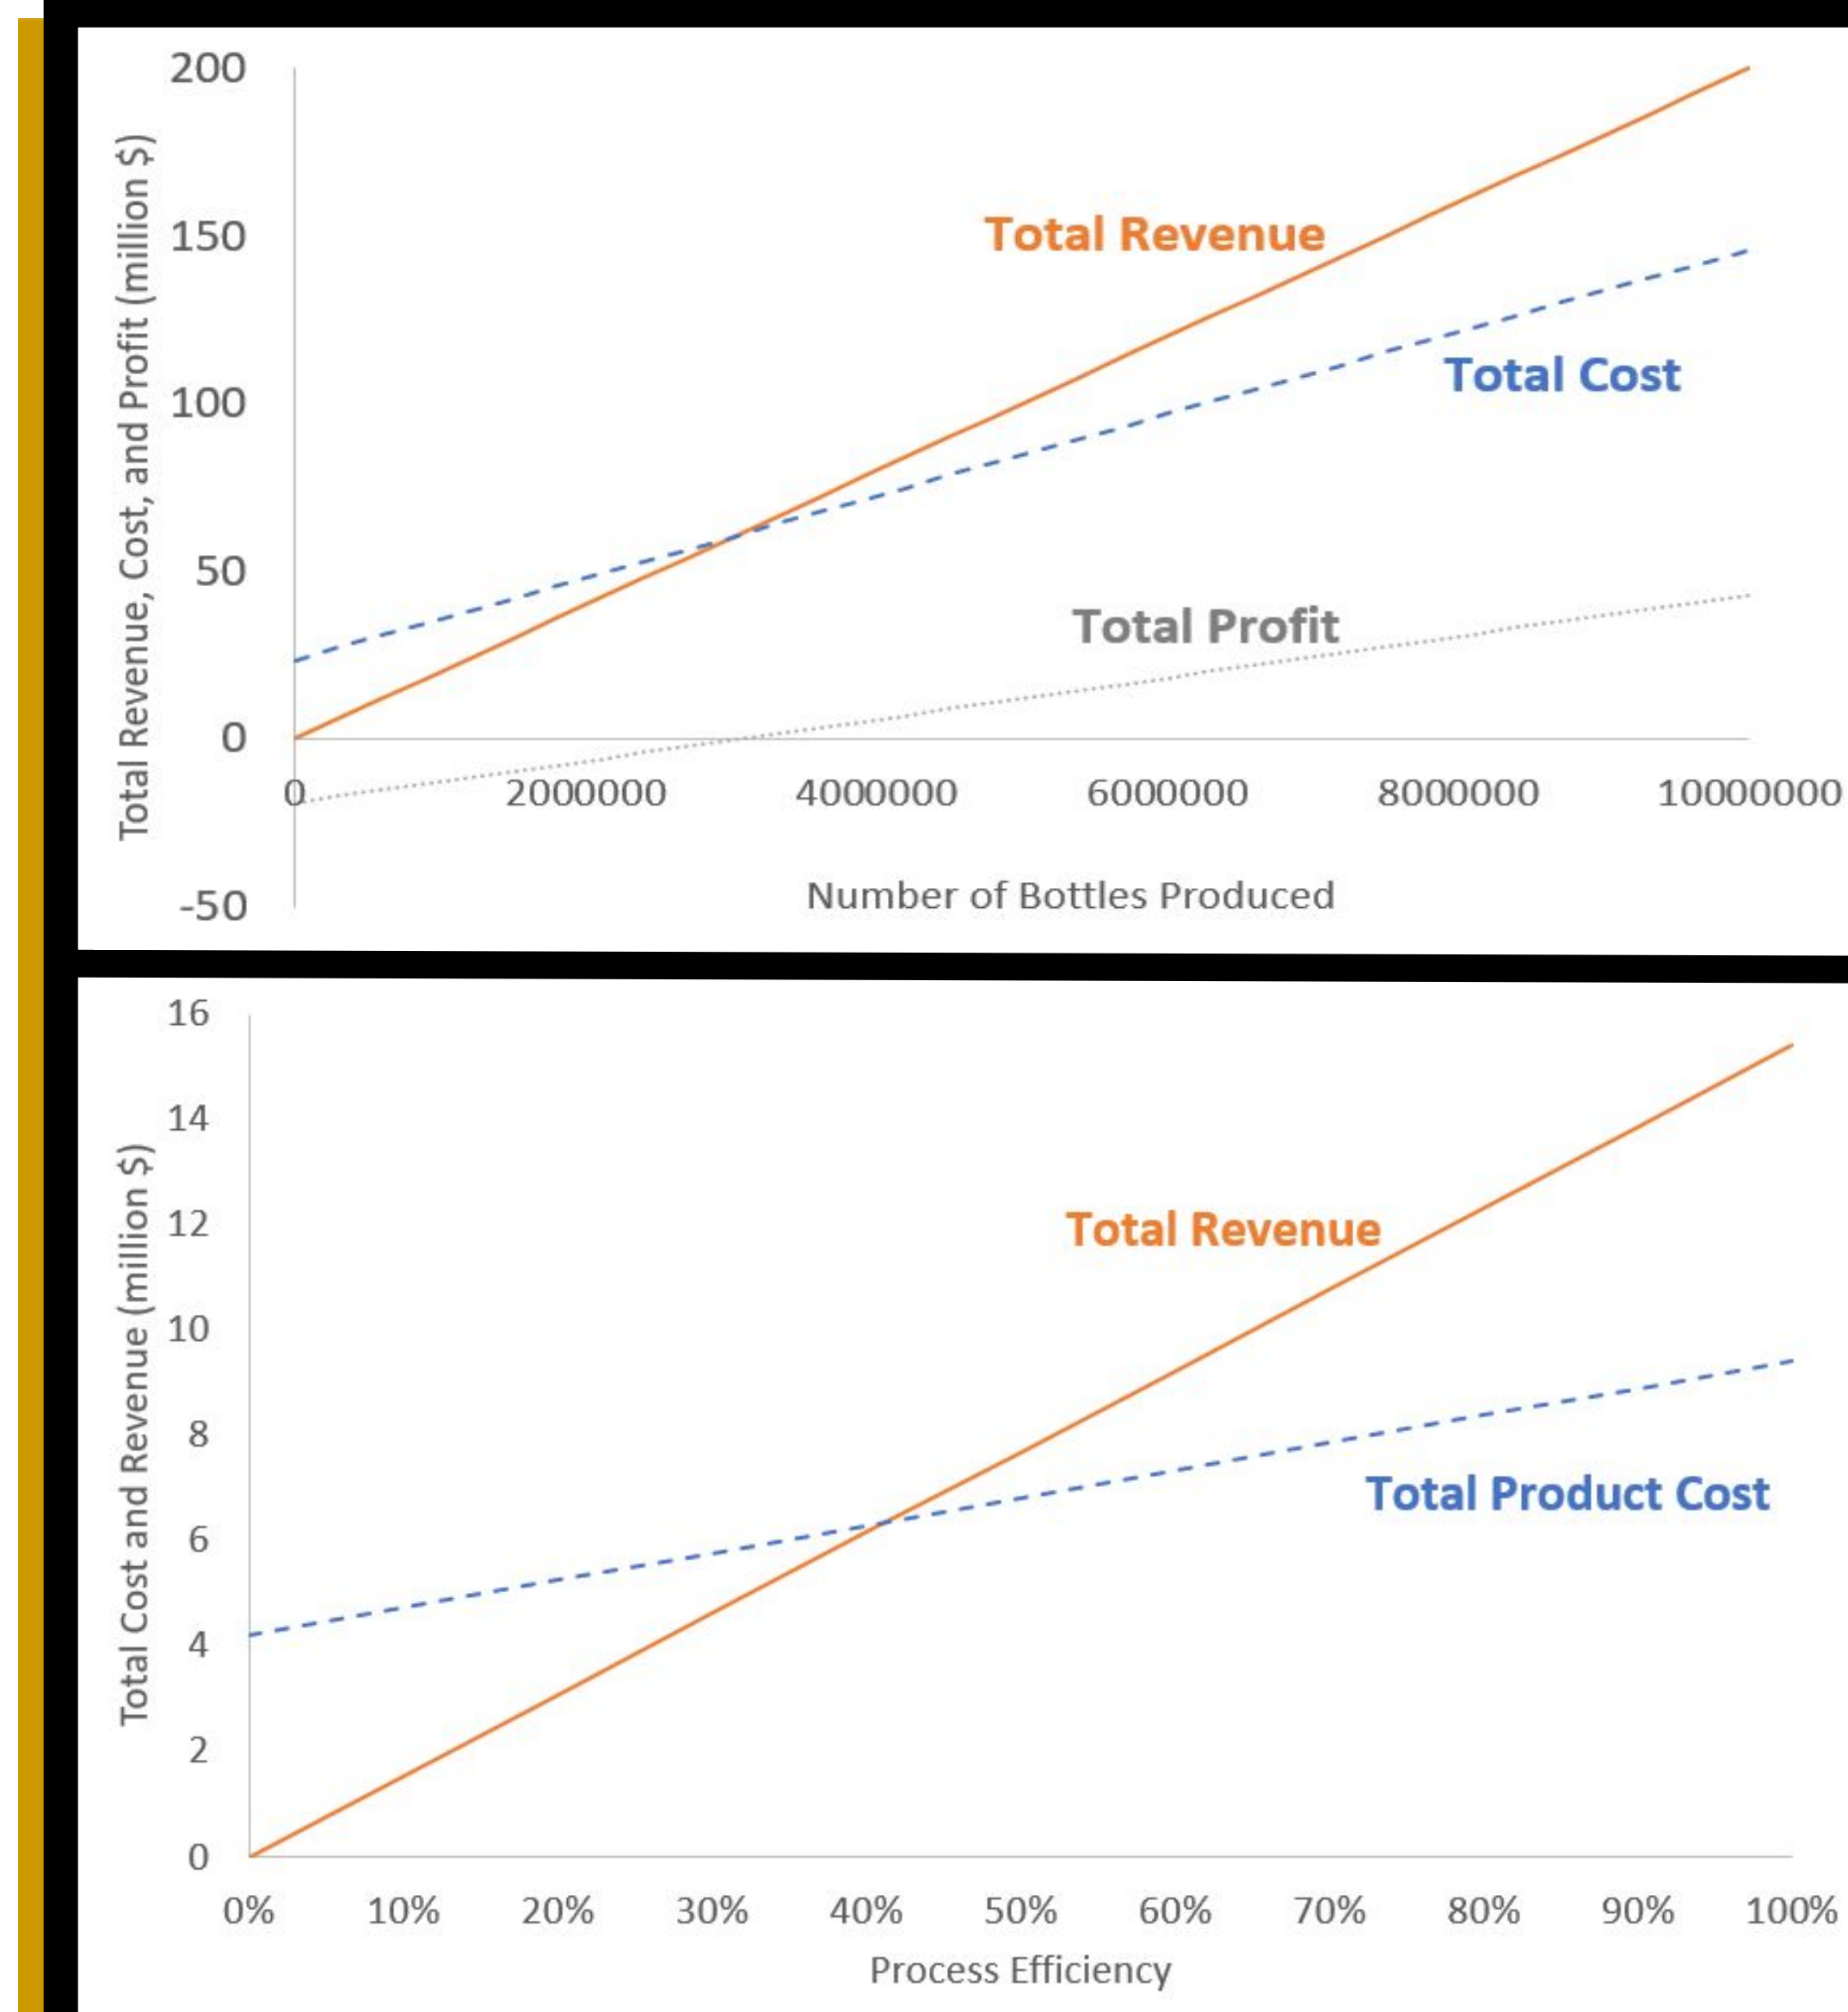 200
150
100
50
0
-50
Total Revenue, Cost, and Profit (million $)
Total Revenue
Total Cost
Total Profit
0 2000000 4000000 6000000 8000000 10000000
Number of Bottles Produced
16
14
12
10
8
6
4
2
0
Total Cost and Revenue (million $)
Total Revenue
Total Product Cost
0% 10% 20% 30% 40% 50% 60% 70% 80% 90% 100%
Process Efficiency